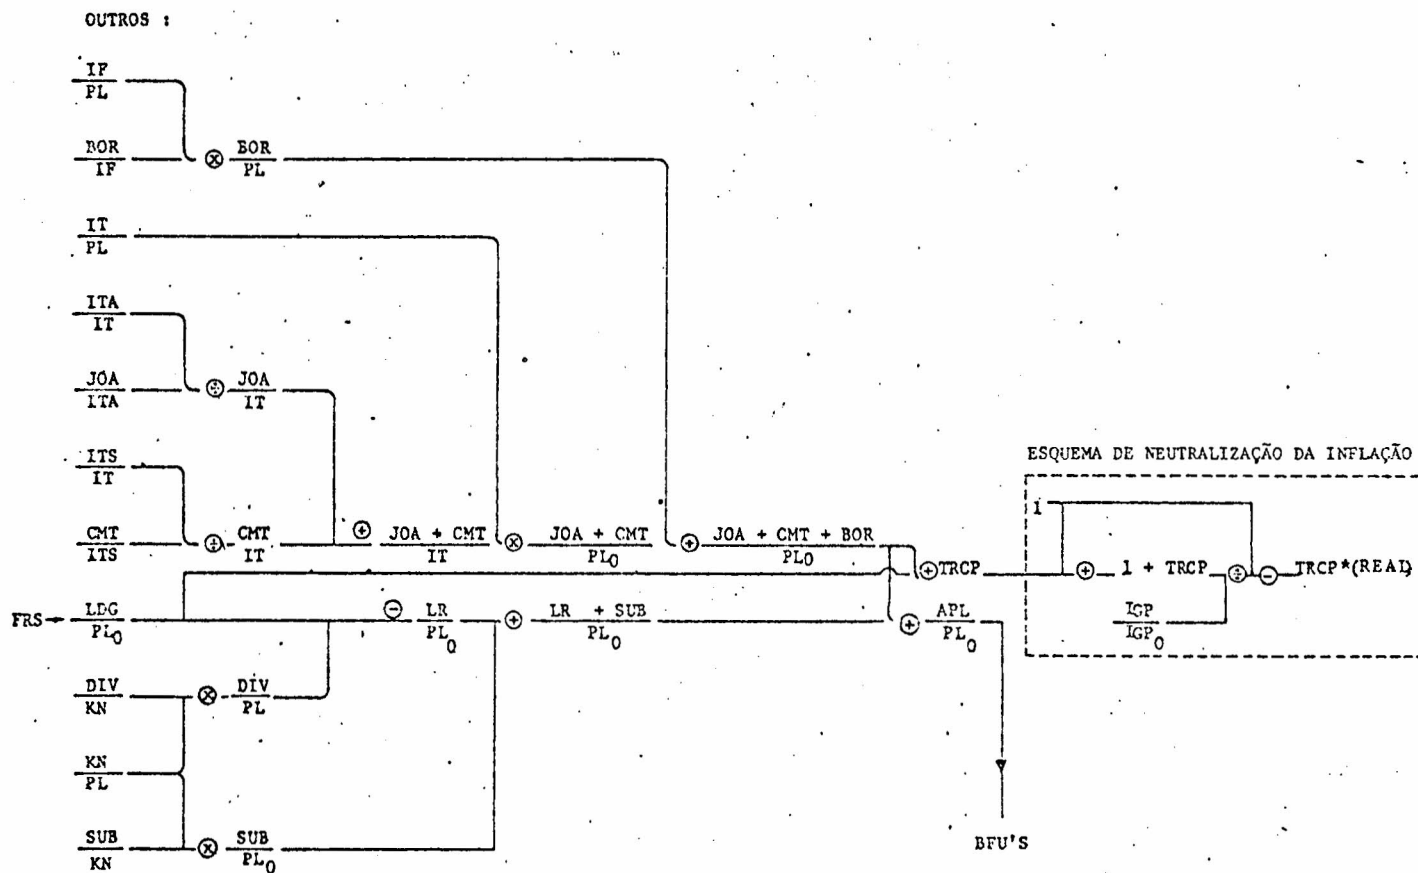 OUTROS :
IF
PL
BOR
IF
⊗ BOR
PL
IT
PL
ITA
IT
JOA
ITA
⊕ JOA
IT
ITS
IT
ESQUEMA DE NEUTRALIZAÇÃO DA INFLAÇÃO
1
CMT
ITS
CMT
IT
⊕ JOA + CMT
IT
⊗ JOA + CMT
PL0
⊕ JOA + CMT + BOR
PL0
⊕ TRCP
⊕ 1 + TRCP
⊖ TRCP*(REAL)
IGP
IGP0
FRS
LDG
PL0
⊖ LR
PL0
⊕ LR + SUB
PL0
⊕ APL
PL0
DIV
KN
⊗ DIV
PL
KN
PL
SUB
KN
⊗ SUB
PL0
BFU'S